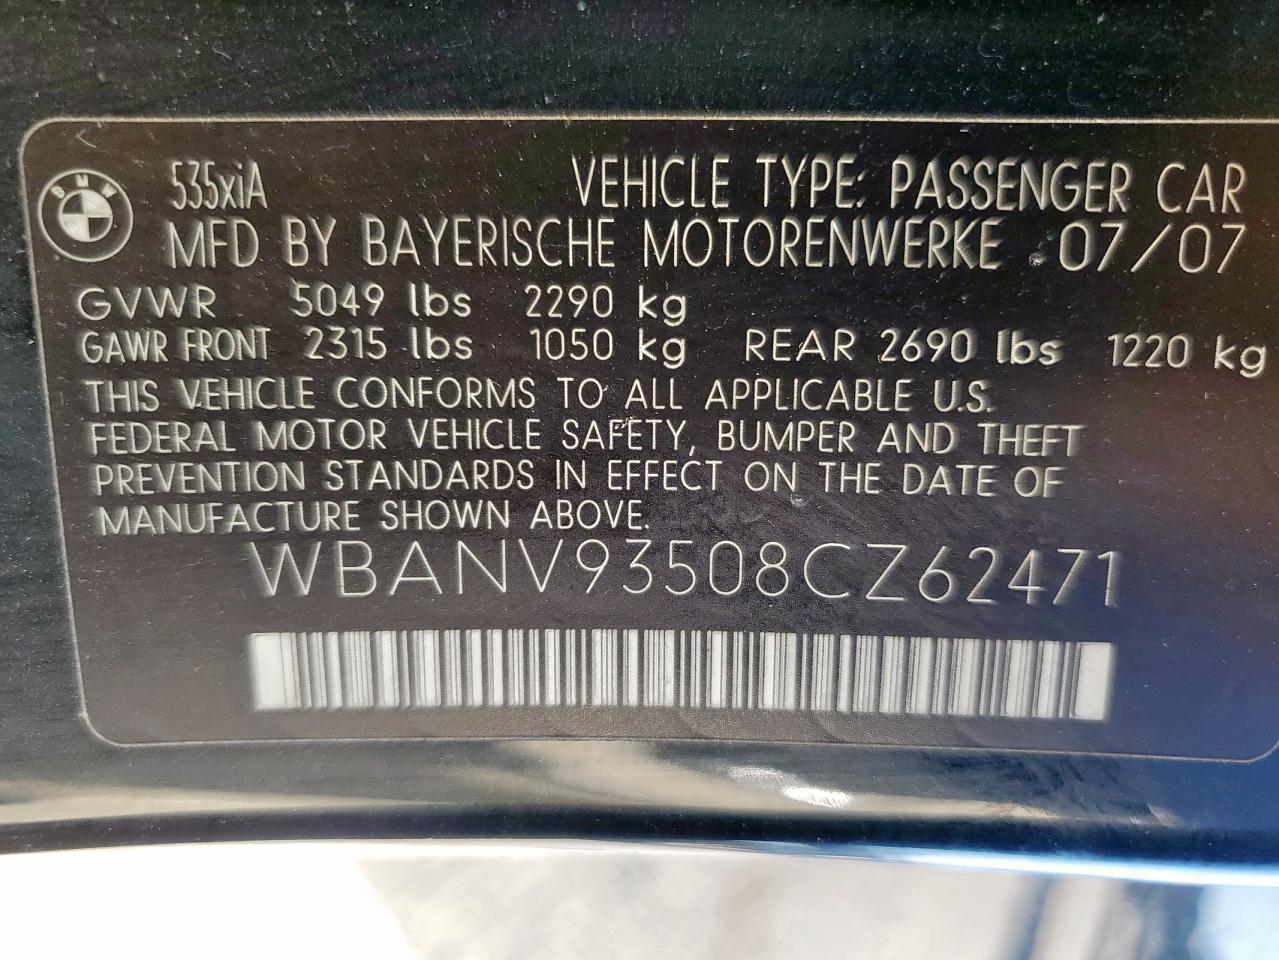 BMW
535xiA VEHICLE TYPE: PASSENGER CAR
MFD BY BAYERISCHE MOTORENWERKE 07/07
GVWR 5049 lbs 2290 kg
GAWR FRONT 2315 lbs 1050 kg REAR 2690 lbs 1220 kg
THIS VEHICLE CONFORMS TO ALL APPLICABLE U.S.
FEDERAL MOTOR VEHICLE SAFETY, BUMPER AND THEFT
PREVENTION STANDARDS IN EFFECT ON THE DATE OF
MANUFACTURE SHOWN ABOVE.
WBANV93508CZ62471